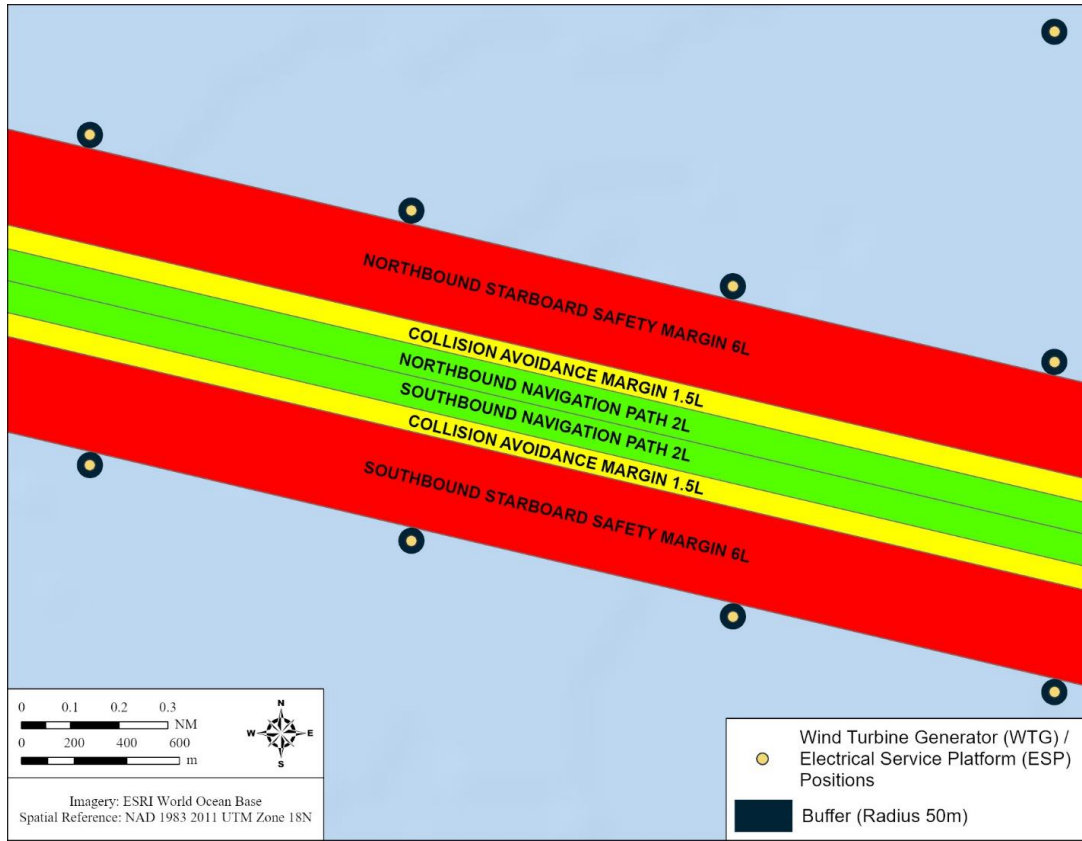 NORTHBOUND STARBOARD SAFETY MARGIN 6L
COLLISION AVOIDANCE MARGIN 1.5L
NORTHBOUND NAVIGATION PATH 2L
SOUTHBOUND NAVIGATION PATH 2L
COLLISION AVOIDANCE MARGIN 1.5L
SOUTHBOUND STARBOARD SAFETY MARGIN 6L
0 0.1 0.2 0.3
NM
0 200 400 600
m
N
W E
S
Imagery: ESRI World Ocean Base
Spatial Reference: NAD 1983 2011 UTM Zone 18N
Wind Turbine Generator (WTG) /
Electrical Service Platform (ESP)
Positions
Buffer (Radius 50m)